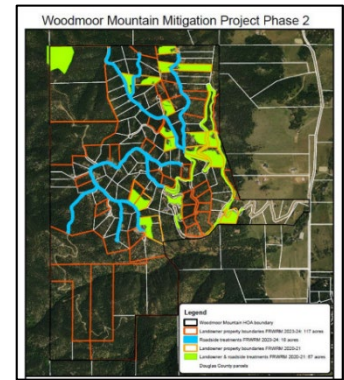 Woodmoor Mountain Mitigation Project Phase 2
Legend
Woodmoor Mountain HOA boundary
Landowner property boundaries FRWRM 2023-24: 117 acres
Roadside treatments FRWRM 2023-24: 15 acres
Landowner property boundaries FRWRM 2020-21
Landowner & roadside treatments FRWRM 2020-21: 87 acres
Douglas County parcels